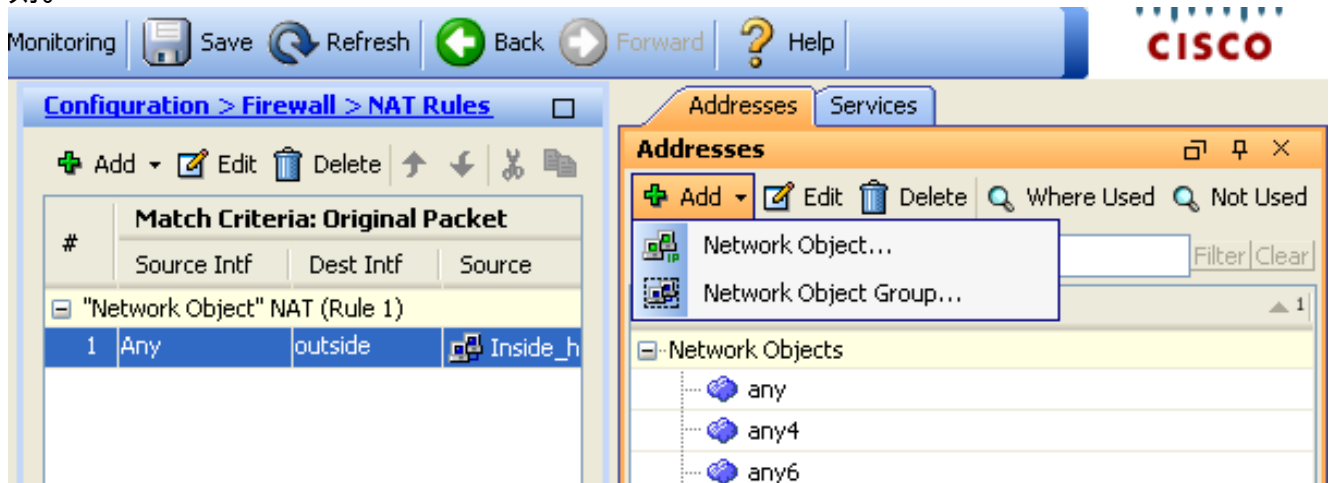 Monitoring Save Refresh Back Forward Help CISCO
Configuration > Firewall > NAT Rules
Add Edit Delete
# Match Criteria: Original Packet
Source Intf Dest Intf Source
"Network Object" NAT (Rule 1)
1 Any outside Inside_h
Addresses Services
Addresses
Add Edit Delete Where Used Not Used
Network Object...
Filter Clear
Network Object Group...
1
Network Objects
any
any4
any6